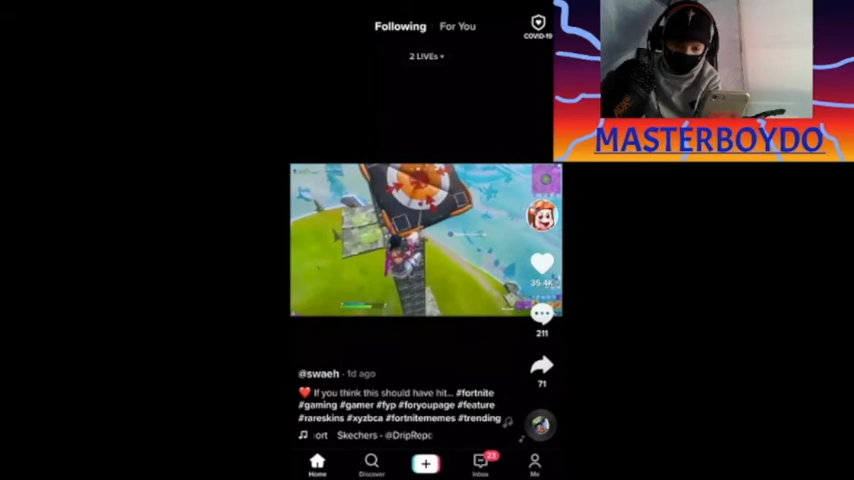 Following For You
COVID-19
2 LIVEs
MASTERBOYDO
35.4K
211
71
@swaeh · 1d ago
❤️ If you think this should have hit... #fortnite
#gaming #gamer #fyp #foryoupage #feature
#rareskins #xyzbca #fortnitememes #trending
ort Skechers - @DripRepo
Home
Discover
23
Inbox
Me